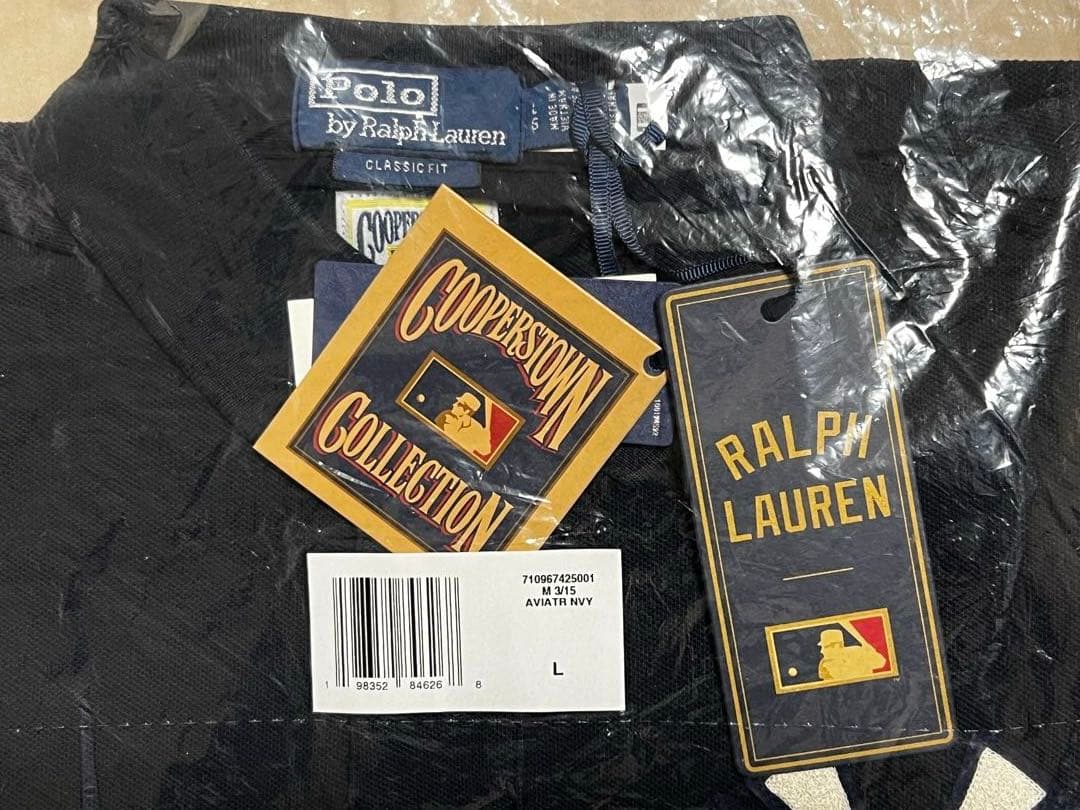 Polo
by Ralph Lauren
CLASSIC FIT
COOPER
COOPERSTOWN
COLLECTION
RALPH
LAUREN
710967425001
M 3/15
AVIATR NVY
L
1 98352 84626 8